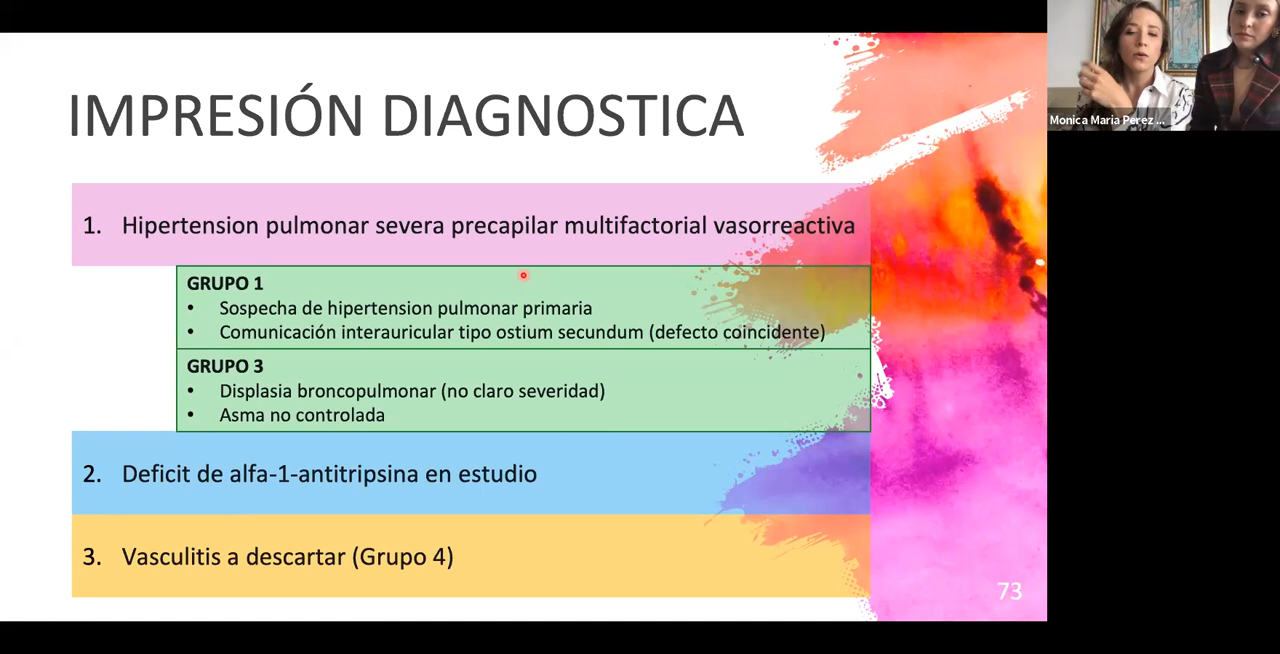 IMPRESIÓN DIAGNOSTICA
1. Hipertension pulmonar severa precapilar multifactorial vasorreactiva
GRUPO 1
• Sospecha de hipertension pulmonar primaria
• Comunicación interauricular tipo ostium secundum (defecto coincidente)
GRUPO 3
• Displasia broncopulmonar (no claro severidad)
• Asma no controlada
2. Deficit de alfa-1-antitripsina en estudio
3. Vasculitis a descartar (Grupo 4)
73
Monica Maria Perez ...